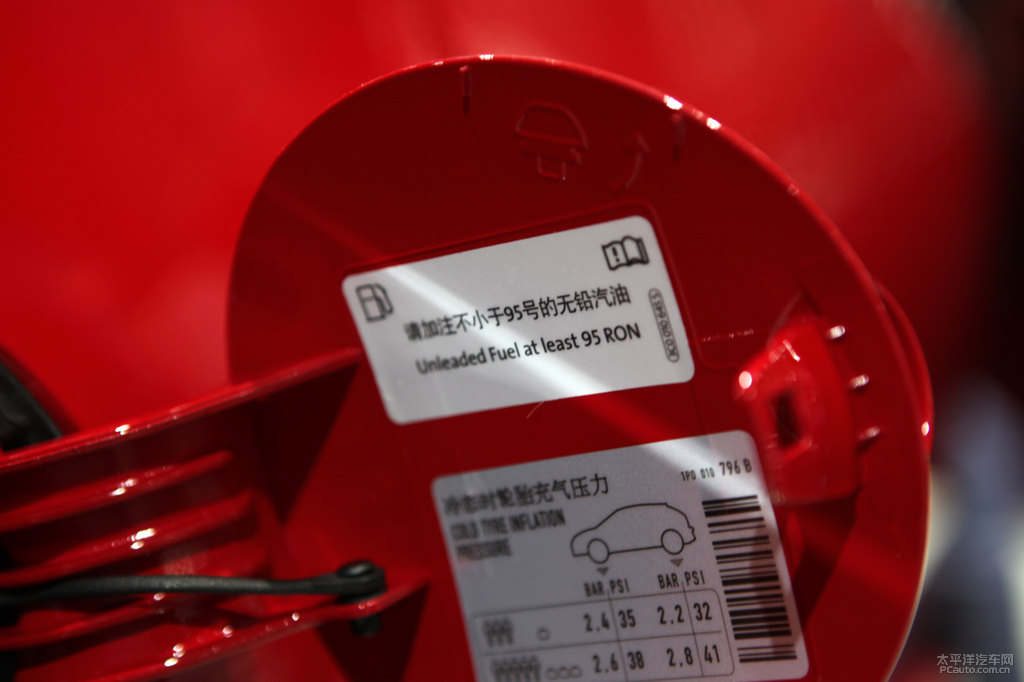 请加注不小于95号的无铅汽油
Unleaded Fuel at least 95 RON
1P0 010 796 B
冷态时轮胎充气压力
COLD TYRE INFLATION
PRESSURE
BAR PSI BAR PSI
2.4 35 2.2 32
2.6 38 2.8 41
太平洋汽车网
PCauto.com.cn